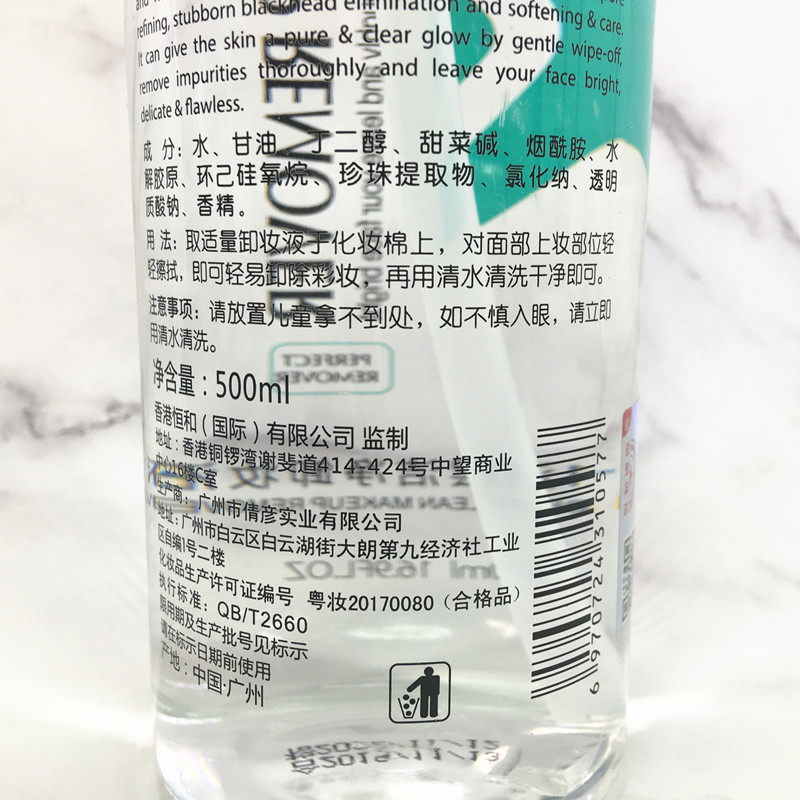 refining, stubborn blackhead elimination and softening & care.
It can give the skin a pure & clear glow by gentle wipe-off,
remove impurities thoroughly and leave your face bright,
delicate & flawless.
成 分: 水、甘油、丁二醇、甜菜碱、烟酰胺、水
解胶原、环己硅氧烷、珍珠提取物、氯化纳、透明
质酸钠、香精。
用 法: 取适量卸妆液于化妆棉上，对面部上妆部位轻
轻擦拭，即可轻易卸除彩妆，再用清水清洗干净即可。
注意事项: 请放置儿童拿不到处，如不慎入眼，请立即
用清水清洗。
净含量: 500ml
香港恒和（国际）有限公司 监制
地址: 香港铜锣湾谢斐道414-424号中望商业
中心16楼C室
生产商: 广州市倩彦实业有限公司
地址: 广州市白云区白云湖街大朗第九经济社工业
区自编1号二楼
化妆品生产许可证编号 粤妆20170080（合格品）
执行标准: QB/T2660
限用期及生产批号见标示
请在标示日期前使用
产地: 中国·广州
6 970724 310577
PERFECT
REMOVER